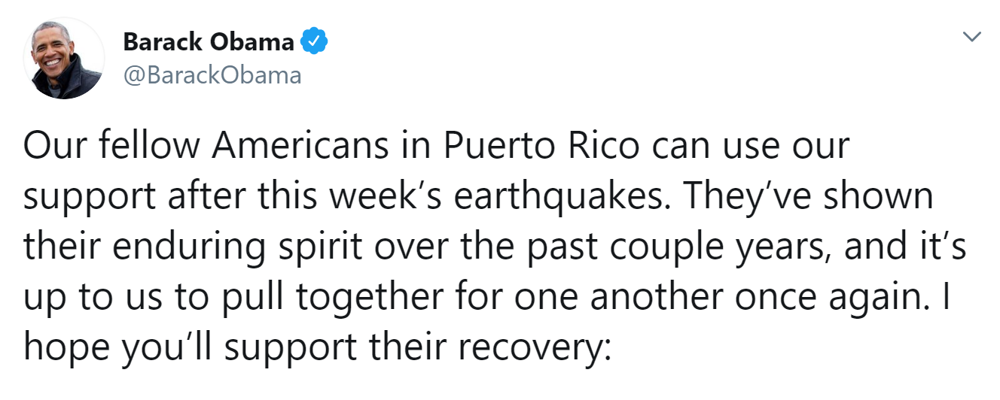 Barack Obama
@BarackObama
Our fellow Americans in Puerto Rico can use our
support after this week’s earthquakes. They’ve shown
their enduring spirit over the past couple years, and it’s
up to us to pull together for one another once again. I
hope you’ll support their recovery: